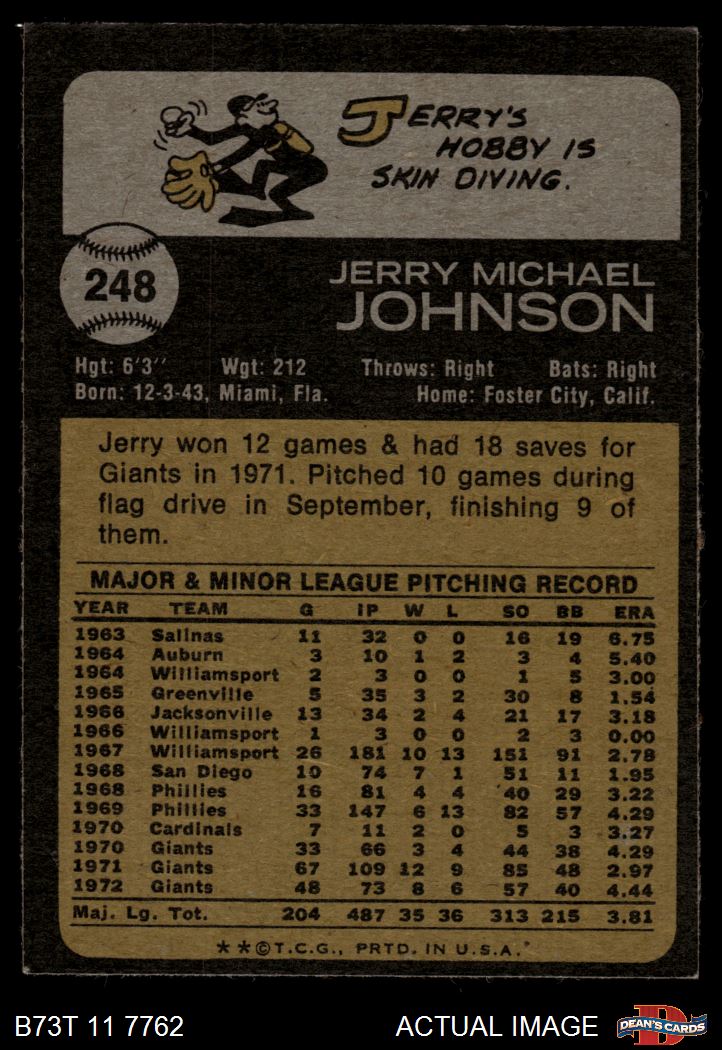 JERRY'S
HOBBY IS
SKIN DIVING.
248
JERRY MICHAEL
JOHNSON
Hgt: 6'3'' Wgt: 212 Throws: Right Bats: Right
Born: 12-3-43, Miami, Fla. Home: Foster City, Calif.
Jerry won 12 games & had 18 saves for
Giants in 1971. Pitched 10 games during
flag drive in September, finishing 9 of
them.
MAJOR & MINOR LEAGUE PITCHING RECORD
YEAR TEAM G IP W L SO BB ERA
1963 Salinas 11 32 0 0 16 19 6.75
1964 Auburn 3 10 1 2 3 4 5.40
1964 Williamsport 2 3 0 0 1 5 3.00
1965 Greenville 5 35 3 2 30 8 1.54
1966 Jacksonville 13 34 2 4 21 17 3.18
1966 Williamsport 1 3 0 0 2 3 0.00
1967 Williamsport 26 181 10 13 151 91 2.78
1968 San Diego 10 74 7 1 51 11 1.95
1968 Phillies 16 81 4 4 40 29 3.22
1969 Phillies 33 147 6 13 82 57 4.29
1970 Cardinals 7 11 2 0 5 3 3.27
1970 Giants 33 66 3 4 44 38 4.29
1971 Giants 67 109 12 9 85 48 2.97
1972 Giants 48 73 8 6 57 40 4.44
Maj. Lg. Tot. 204 487 35 36 313 215 3.81
**©T.C.G., PRTD. IN U.S.A.
B73T 11 7762 ACTUAL IMAGE
D
DEAN'S CARDS